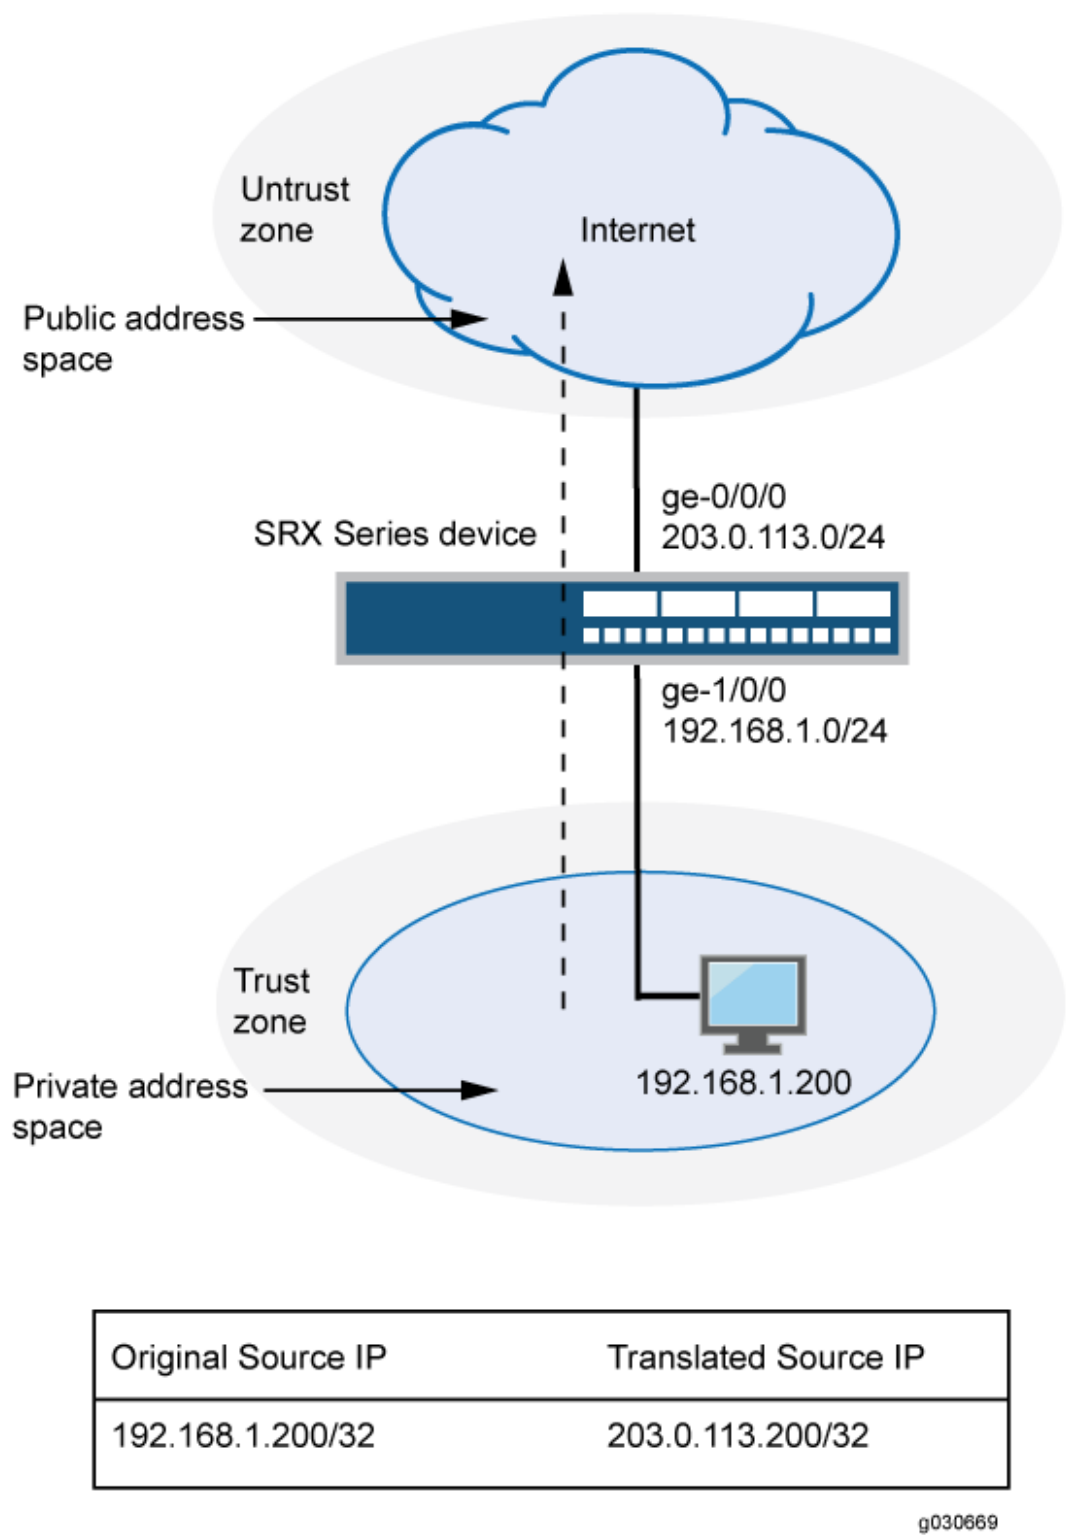 Untrust
zone
Internet
Public address
space
ge-0/0/0
203.0.113.0/24
SRX Series device
ge-1/0/0
192.168.1.0/24
Trust
zone
192.168.1.200
Private address
space
Original Source IP Translated Source IP
192.168.1.200/32 203.0.113.200/32
g030669